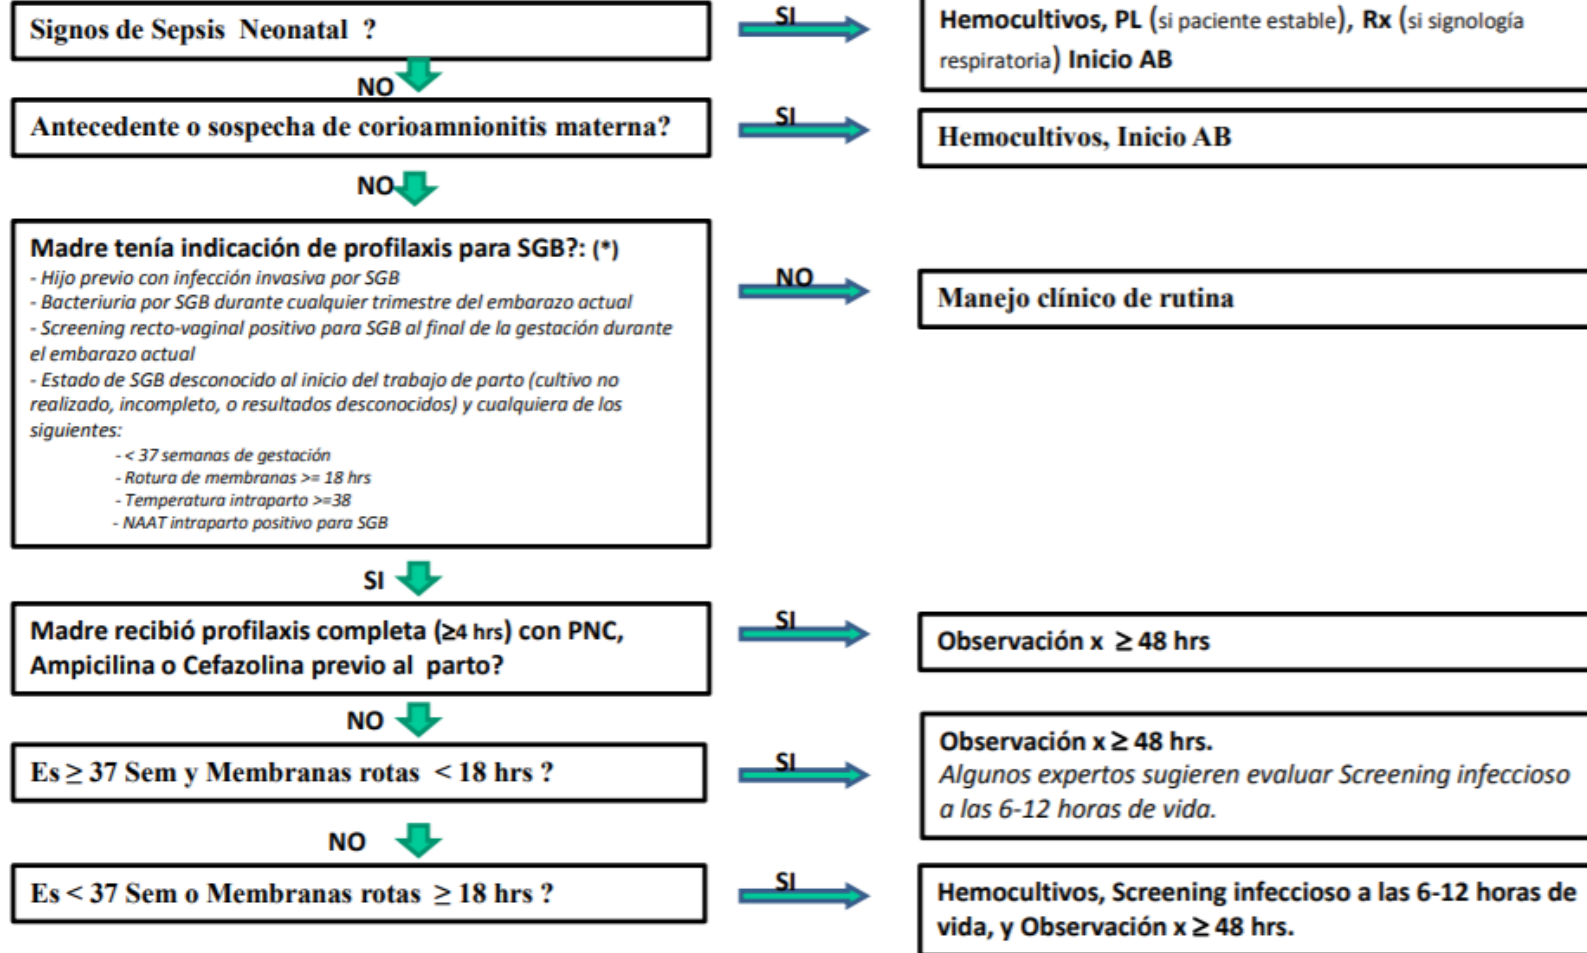 Signos de Sepsis Neonatal ?
SI
Hemocultivos, PL (si paciente estable), Rx (si signología
respiratoria) Inicio AB
NO
Antecedente o sospecha de corioamnionitis materna?
SI
Hemocultivos, Inicio AB
NO
Madre tenía indicación de profilaxis para SGB?: (*)
- Hijo previo con infección invasiva por SGB
- Bacteriuria por SGB durante cualquier trimestre del embarazo actual
- Screening recto-vaginal positivo para SGB al final de la gestación durante
el embarazo actual
- Estado de SGB desconocido al inicio del trabajo de parto (cultivo no
realizado, incompleto, o resultados desconocidos) y cualquiera de los
siguientes:
- < 37 semanas de gestación
- Rotura de membranas >= 18 hrs
- Temperatura intraparto >=38
- NAAT intraparto positivo para SGB
NO
Manejo clínico de rutina
SI
Madre recibió profilaxis completa (≥4 hrs) con PNC,
Ampicilina o Cefazolina previo al parto?
SI
Observación x ≥ 48 hrs
NO
Es ≥ 37 Sem y Membranas rotas < 18 hrs ?
SI
Observación x ≥ 48 hrs.
Algunos expertos sugieren evaluar Screening infeccioso
a las 6-12 horas de vida.
NO
Es < 37 Sem o Membranas rotas ≥ 18 hrs ?
SI
Hemocultivos, Screening infeccioso a las 6-12 horas de
vida, y Observación x ≥ 48 hrs.